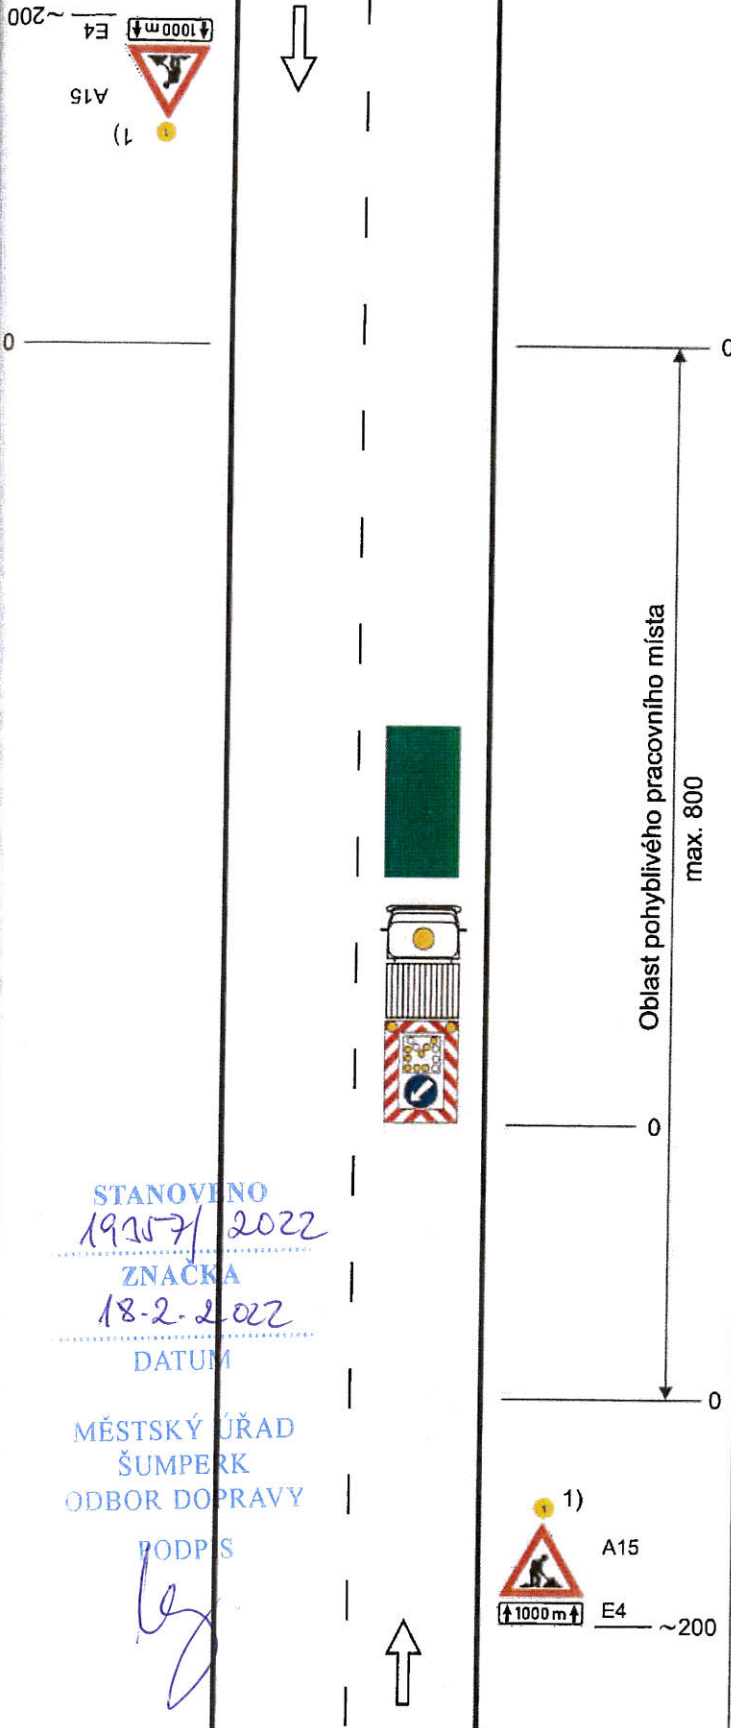 ~200
E4
1000 m
A15
1)
0
0
Oblast pohyblivého pracovního místa
max. 800
0
STANOVENO
19357/ 2022
ZNAČKA
18-2-2022
DATUM
0
MĚSTSKÝ ÚŘAD
ŠUMPERK
ODBOR DOPRAVY
PODPIS
1)
A15
1000 m
E4
~200